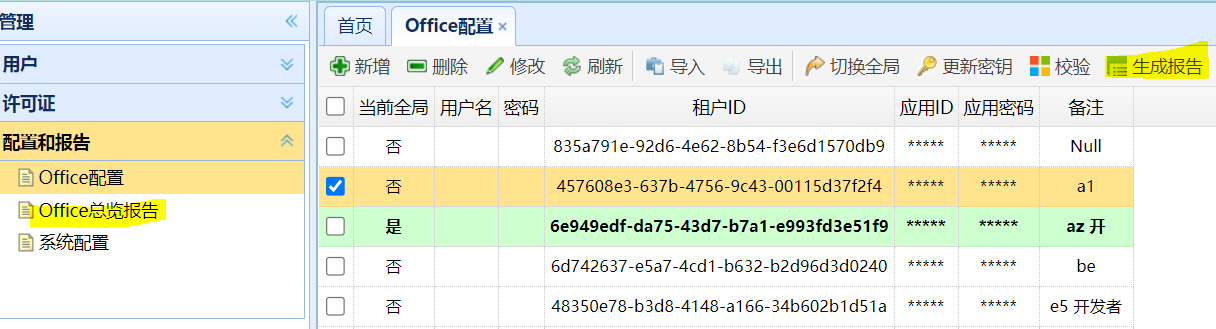 管理
用户
许可证
配置和报告
Office配置
Office总览报告
系统配置
首页 Office配置
新增 删除 修改 刷新 导入 导出 切换全局 更新密钥 校验 生成报告
当前全局 用户名 密码 租户ID 应用ID 应用密码 备注
否 835a791e-92d6-4e62-8b54-f3e6d1570db9 ***** ***** Null
否 457608e3-637b-4756-9c43-00115d37f2f4 ***** ***** a1
是 6e949edf-da75-43d7-b7a1-e993fd3e51f9 ***** ***** az 开
否 6d742637-e5a7-4cd1-b632-b2d96d3d0240 ***** ***** be
否 48350e78-b3d8-4148-a166-34b602b1d51a ***** ***** e5 开发者